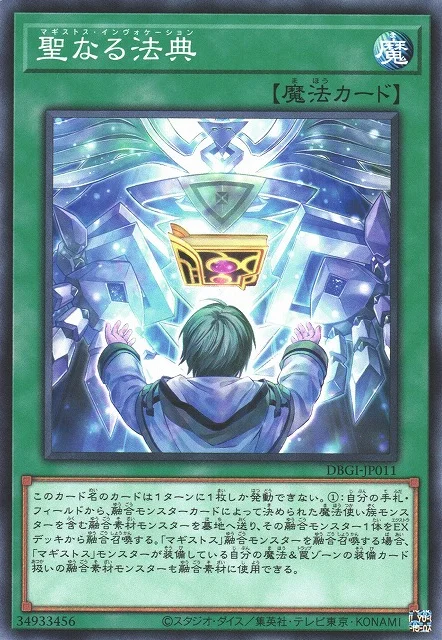 マギストス・インヴォケーション
聖なる法典
魔
まほう
【魔法カード】
DBGI-JP011
このカード名のカードは1ターンに1枚しか発動できない。①:自分の手札・
フィールドから、融合モンスターカードによって決められた魔法使い族モンス
ターを含む融合素材モンスターを墓地へ送り、その融合モンスター1体をEX
デッキから融合召喚する。「マギストス」モンスターを融合召喚する場合、
「マギストス」モンスターが装備している自分の魔法&罠ゾーンの装備カード
扱いの融合モンスターも融合素材に使用できる。
34933456
©スタジオ・ダイス/集英社・テレビ東京・KONAMI